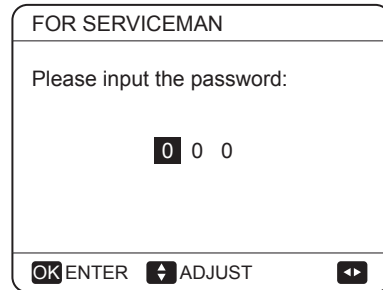 FOR SERVICEMAN
Please input the password:
0 0 0
OK ENTER ADJUST